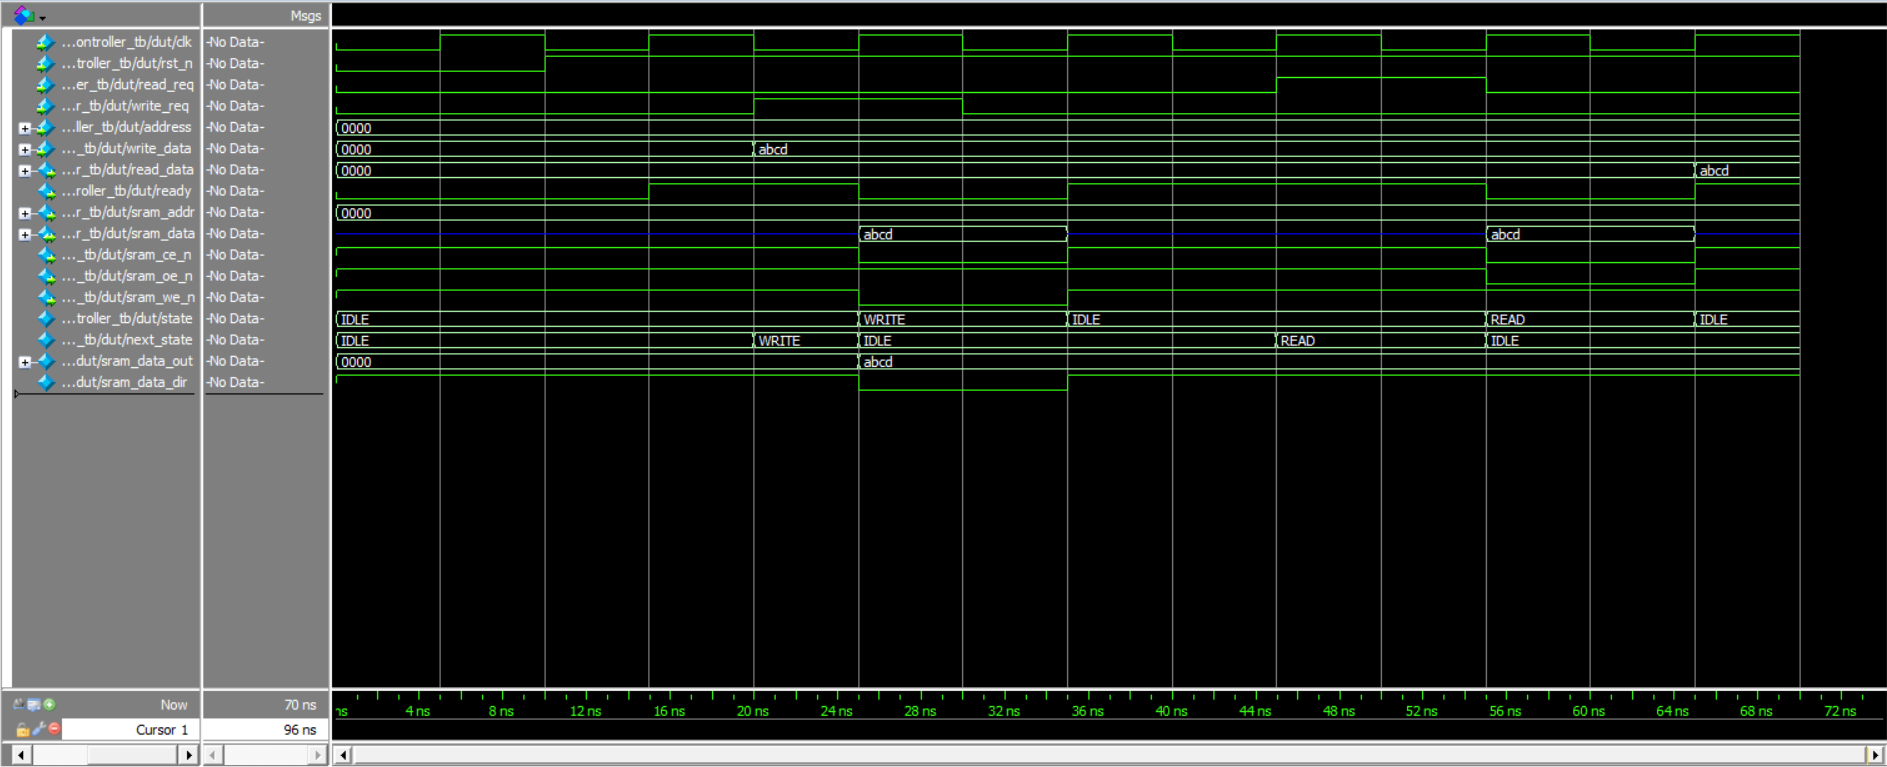 Msgs
...ontroller_tb/dut/clk -No Data-
...troller_tb/dut/rst_n -No Data-
...er_tb/dut/read_req -No Data-
...r_tb/dut/write_req -No Data-
...ller_tb/dut/address -No Data- 0000
..._tb/dut/write_data -No Data- 0000 abcd
...r_tb/dut/read_data -No Data- 0000 abcd
...roller_tb/dut/ready -No Data-
...r_tb/dut/sram_addr -No Data- 0000
...r_tb/dut/sram_data -No Data- abcd abcd
..._tb/dut/sram_ce_n -No Data-
..._tb/dut/sram_oe_n -No Data-
..._tb/dut/sram_we_n -No Data-
...troller_tb/dut/state -No Data- IDLE WRITE IDLE READ IDLE
..._tb/dut/next_state -No Data- IDLE WRITE IDLE READ IDLE
...dut/sram_data_out -No Data- 0000 abcd
...dut/sram_data_dir -No Data-
Now 70 ns ns 4 ns 8 ns 12 ns 16 ns 20 ns 24 ns 28 ns 32 ns 36 ns 40 ns 44 ns 48 ns 52 ns 56 ns 60 ns 64 ns 68 ns 72 ns
Cursor 1 96 ns